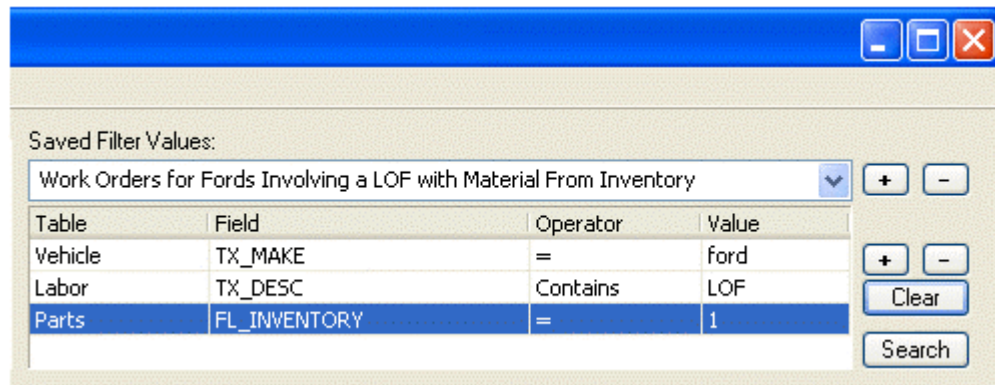 Saved Filter Values:
Work Orders for Fords Involving a LOF with Material From Inventory
+ -
Table Field Operator Value
Vehicle TX_MAKE = ford
+ -
Labor TX_DESC Contains LOF
Clear
Parts FL_INVENTORY = 1
Search